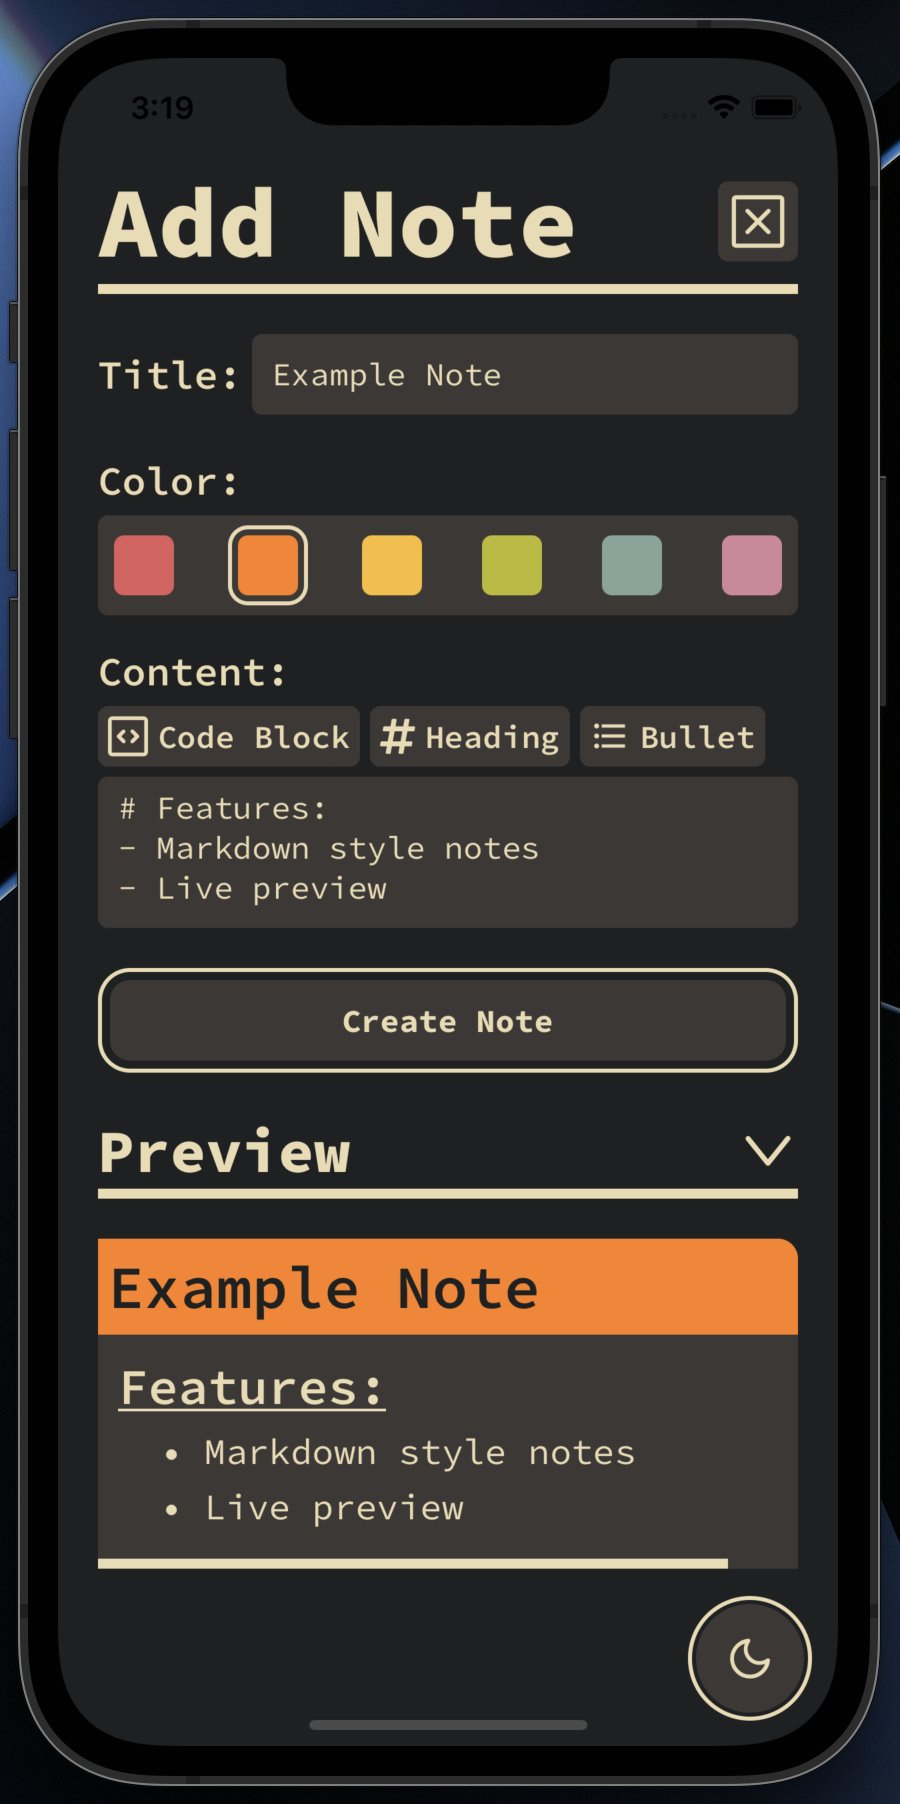 3:19
Add Note
Title: Example Note
Color:
Content:
Code Block # Heading Bullet
# Features:
- Markdown style notes
- Live preview
Create Note
Preview
Example Note
Features:
• Markdown style notes
• Live preview